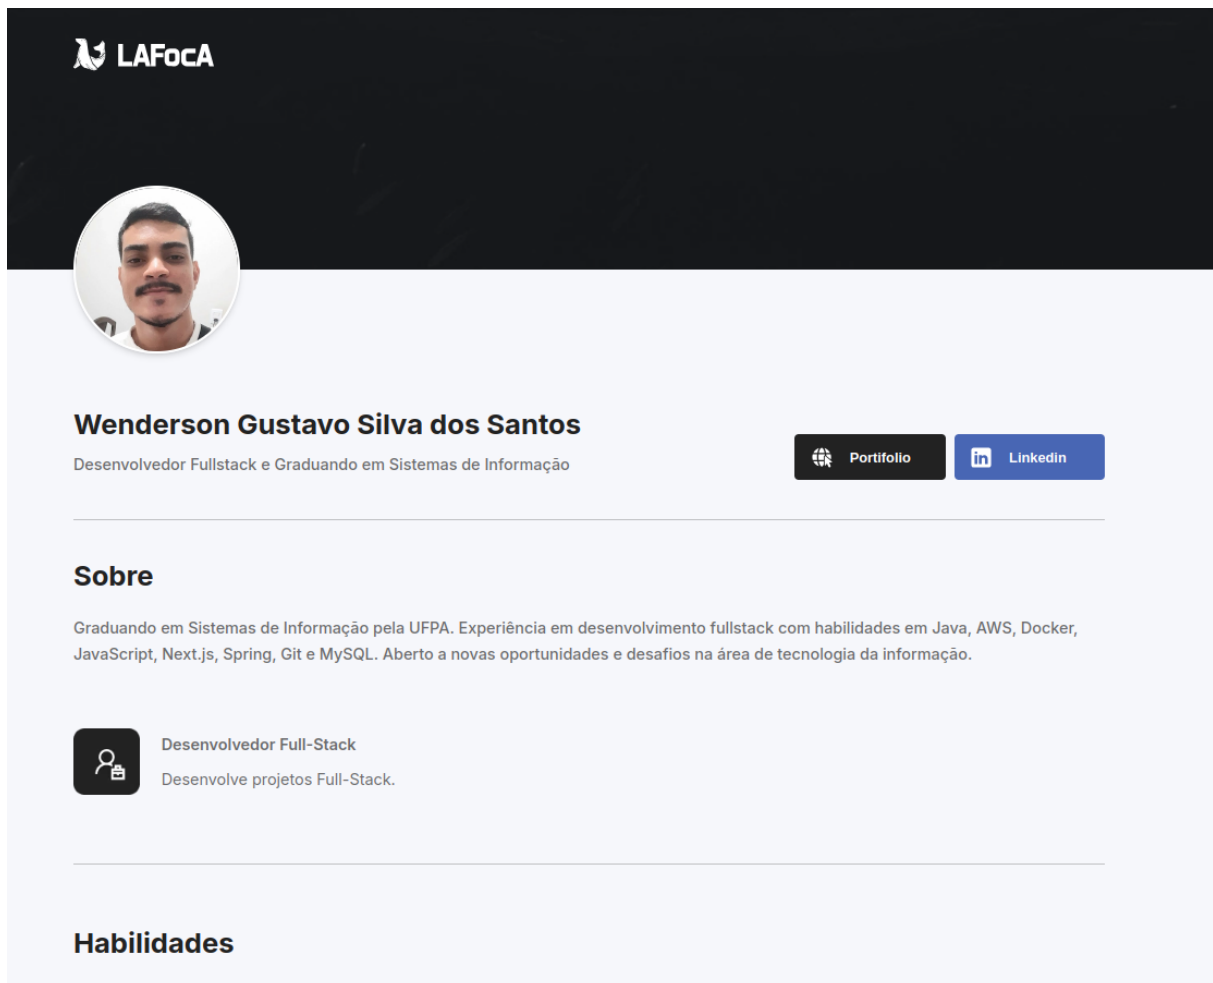 LAFocA
Wenderson Gustavo Silva dos Santos
Desenvolvedor Fullstack e Graduando em Sistemas de Informação
Portifolio
Linkedin
Sobre
Graduando em Sistemas de Informação pela UFPA. Experiência em desenvolvimento fullstack com habilidades em Java, AWS, Docker,
JavaScript, Next.js, Spring, Git e MySQL. Aberto a novas oportunidades e desafios na área de tecnologia da informação.
Desenvolvedor Full-Stack
Desenvolve projetos Full-Stack.
Habilidades